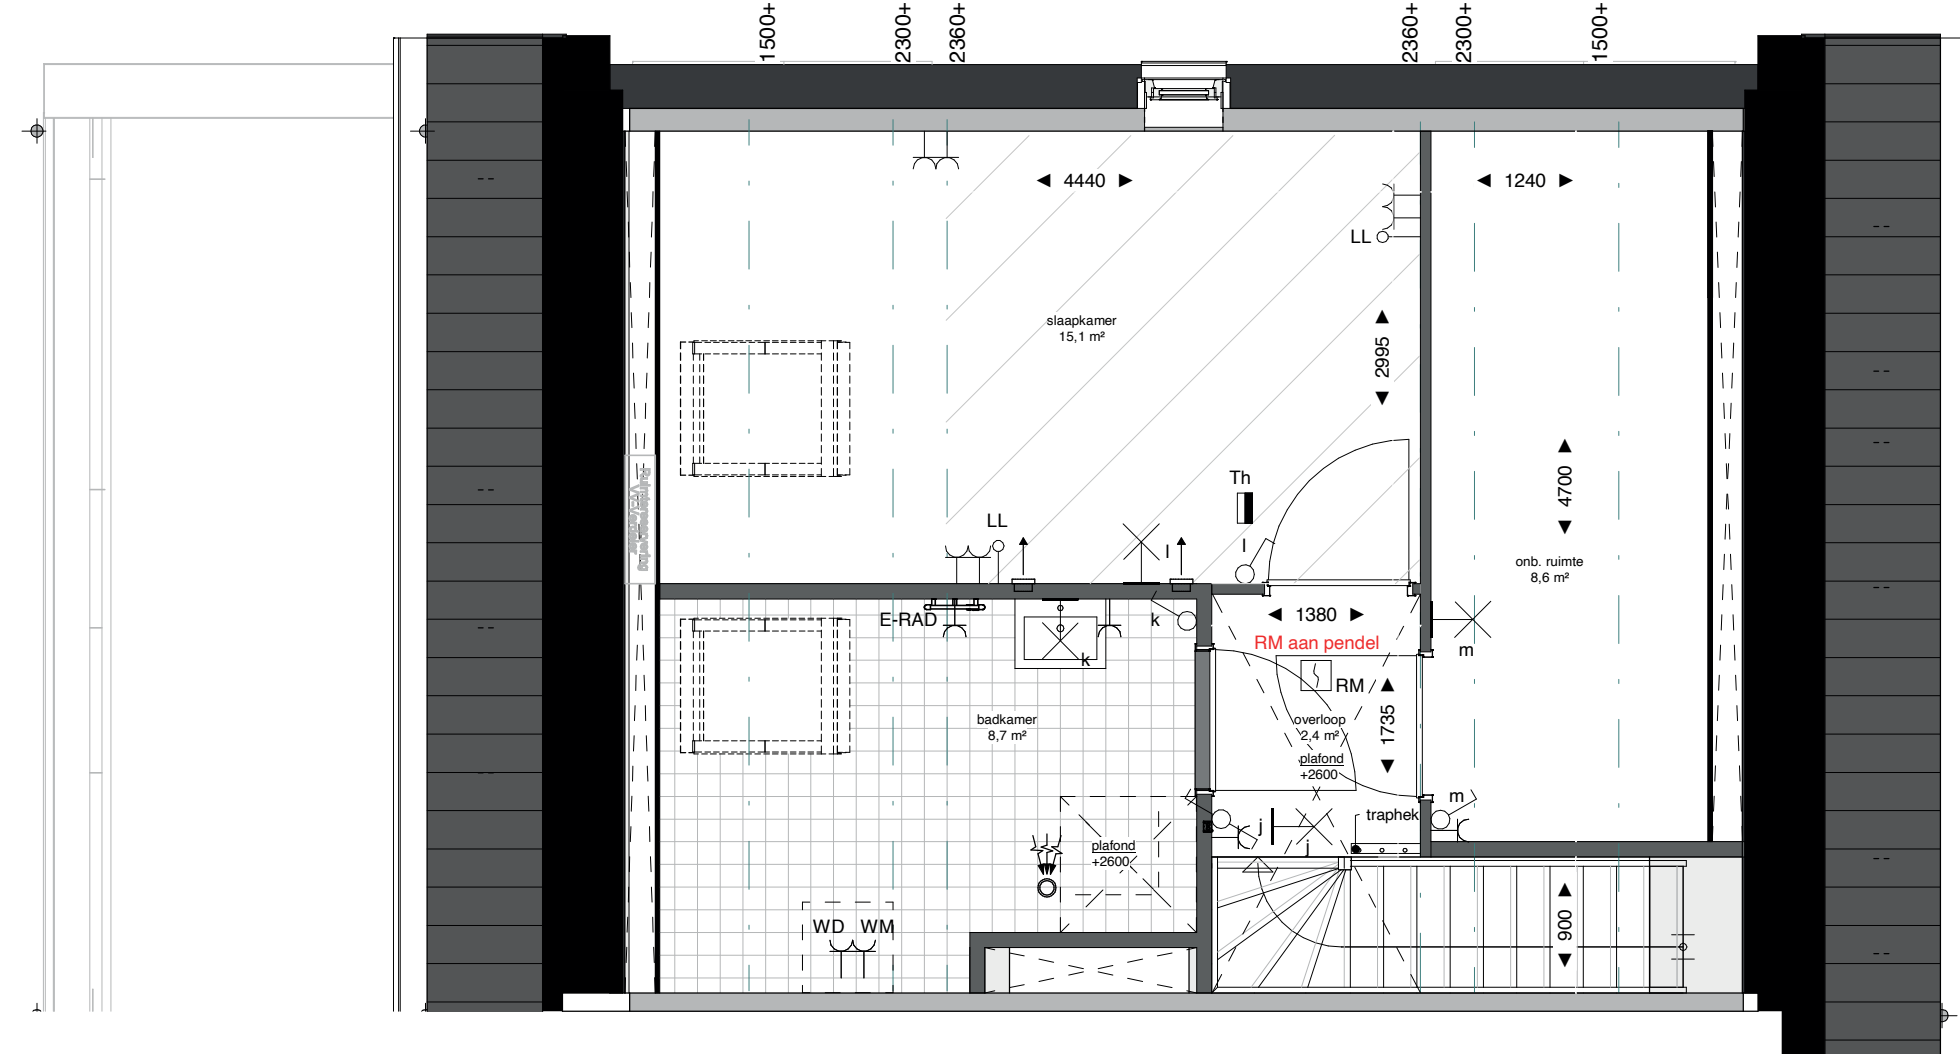 1500+
2300+
2360+
2360+
2300+
1500+
4440
1240
LL
slaapkamer
15,1 m²
2995
Th
4700
LL
l
l
onb. ruimte
8,6 m²
E-RAD
k
k
1380
RM aan pendel
m
RM
badkamer
8,7 m²
overloop
2,4 m²
1735
plafond
+2600
m
traphek
j
j
plafond
+2600
WD WM
900